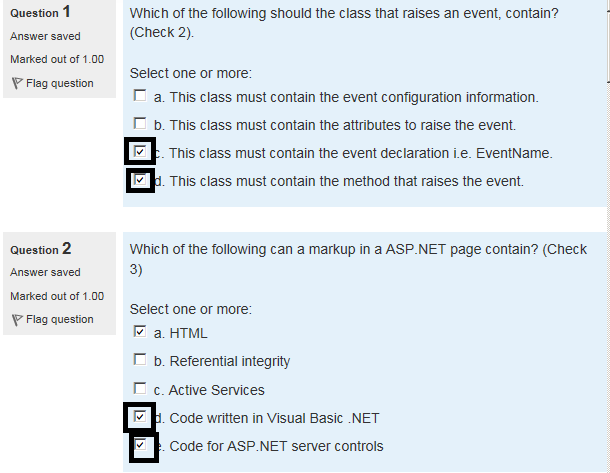 Question 1
Answer saved
Marked out of 1.00
Flag question
Which of the following should the class that raises an event, contain?
(Check 2).
Select one or more:
a. This class must contain the event configuration information.
b. This class must contain the attributes to raise the event.
c. This class must contain the event declaration i.e. EventName.
d. This class must contain the method that raises the event.
Question 2
Answer saved
Marked out of 1.00
Flag question
Which of the following can a markup in a ASP.NET page contain? (Check
3)
Select one or more:
a. HTML
b. Referential integrity
c. Active Services
d. Code written in Visual Basic .NET
e. Code for ASP.NET server controls